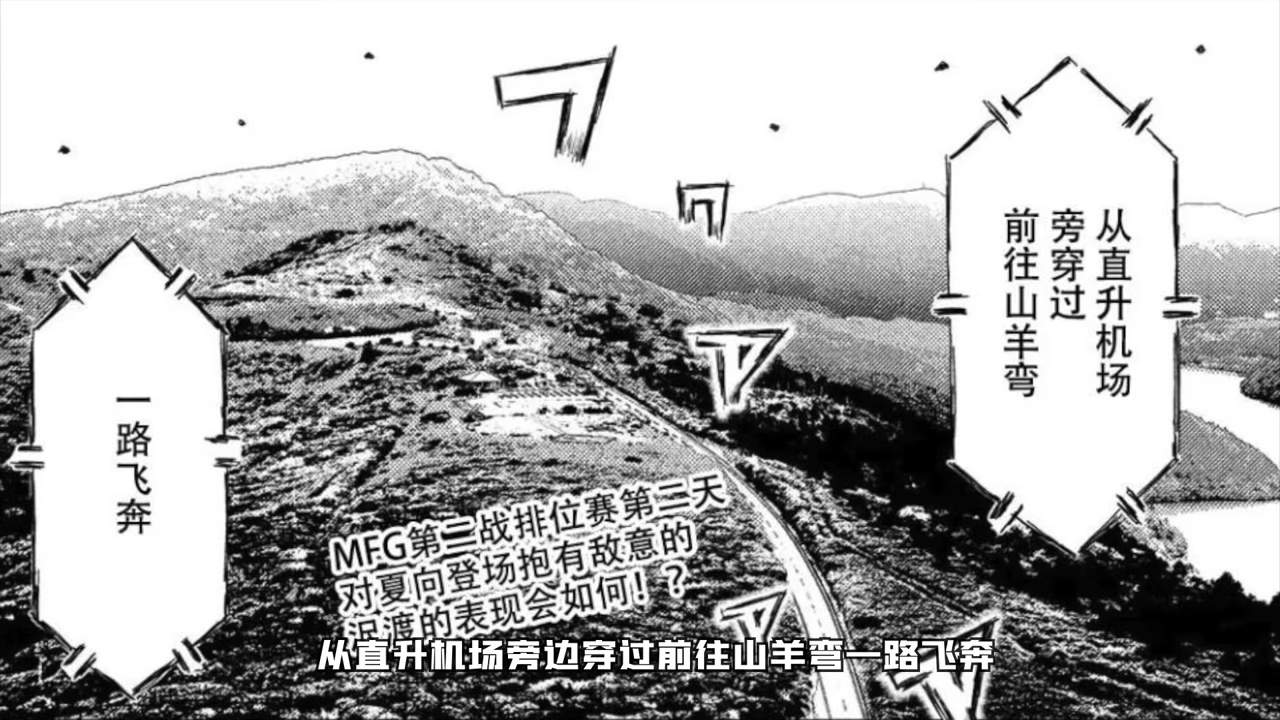 从直升机场
旁穿过
前往山羊弯
一路飞奔
MFG第二战排位赛第二天
对夏向登场抱有敌意的
泽渡的表现会如何！？
从直升机场旁边穿过前往山羊弯一路飞奔